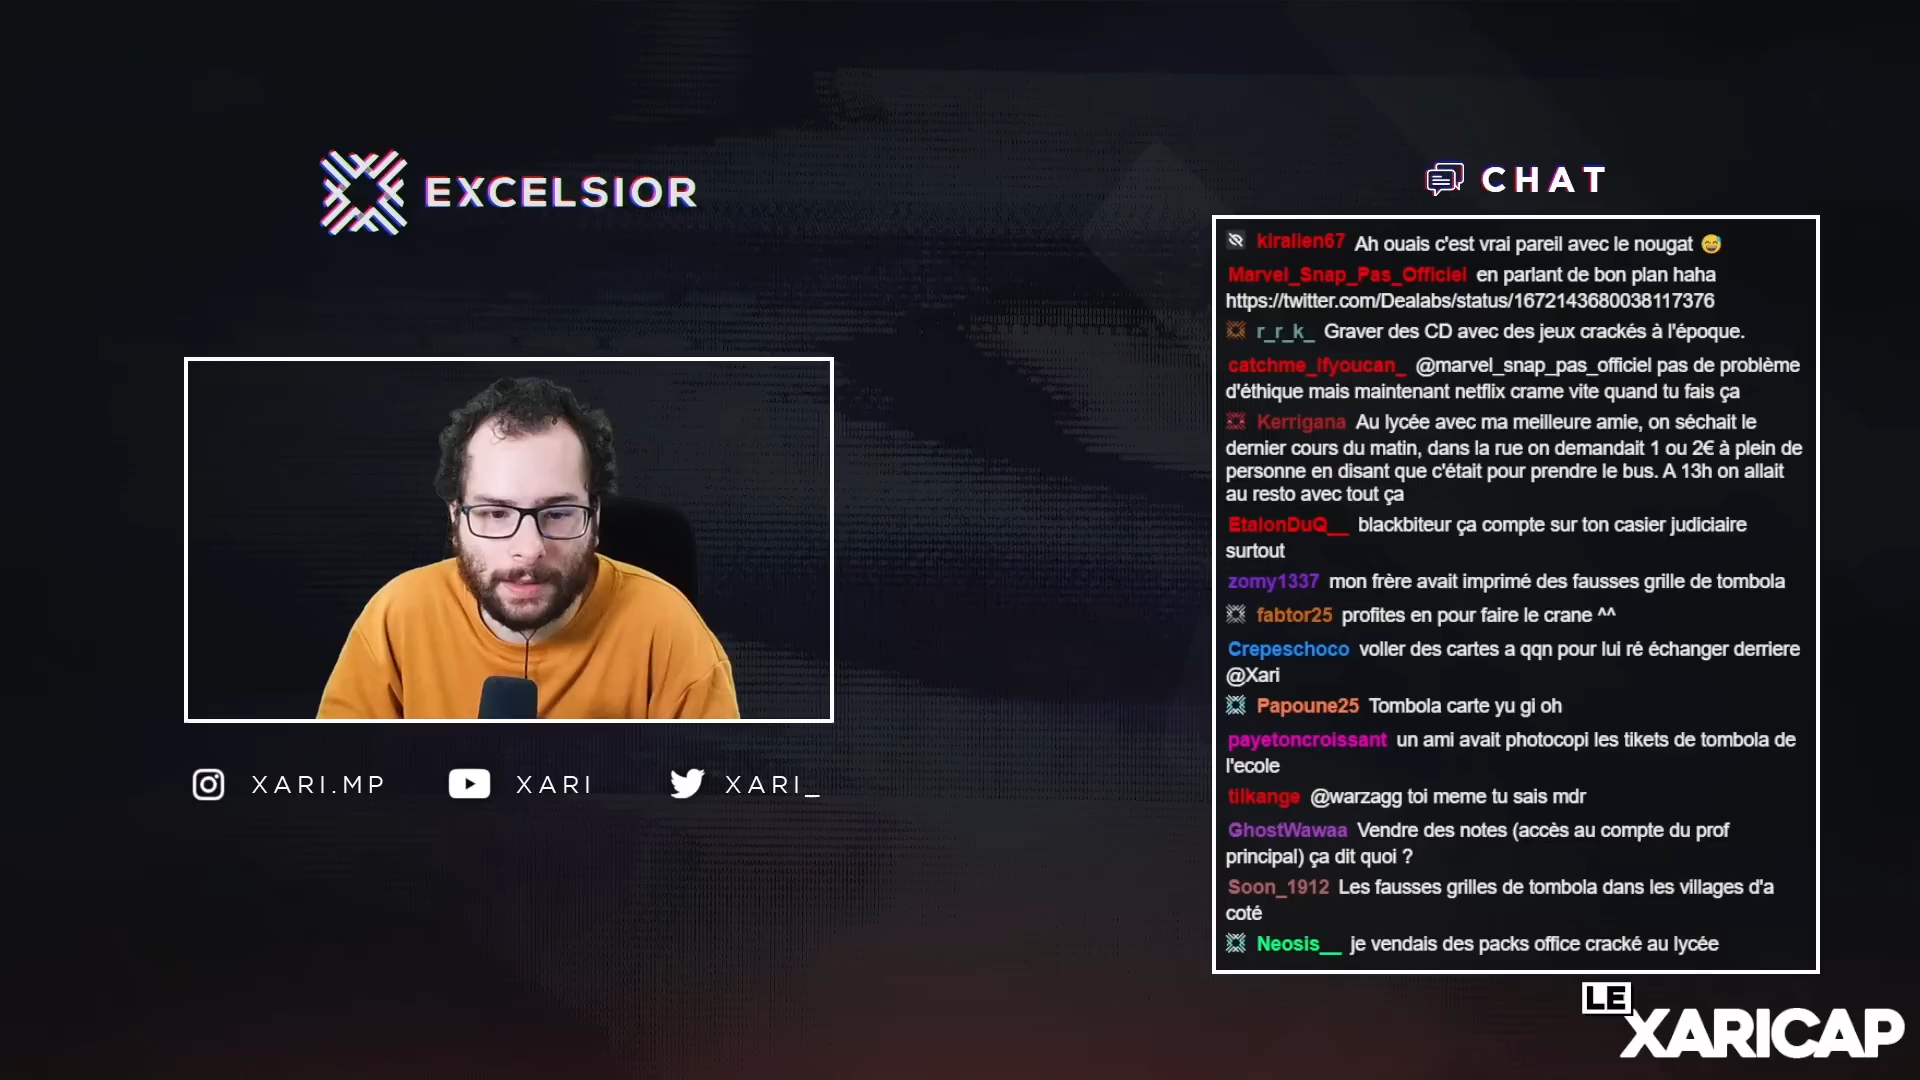 EXCELSIOR
XARI.MP
XARI
XARI_
CHAT
kiralien67 Ah ouais c'est vrai pareil avec le nougat 😅
Marvel_Snap_Pas_Officiel en parlant de bon plan haha
https://twitter.com/Dealabs/status/1672143680038117376
r_r_k_ Graver des CD avec des jeux crackés à l'époque.
catchme_ifyoucan_ @marvel_snap_pas_officiel pas de problème
d'éthique mais maintenant netflix crame vite quand tu fais ça
Kerrigana Au lycée avec ma meilleure amie, on séchait le
dernier cours du matin, dans la rue on demandait 1 ou 2€ à plein de
personne en disant que c'était pour prendre le bus. A 13h on allait
au resto avec tout ça
EtalonDuQ__ blackbiteur ça compte sur ton casier judiciaire
surtout
zomy1337 mon frère avait imprimé des fausses grille de tombola
fabtor25 profites en pour faire le crane ^^
Crepeschoco voller des cartes a qqn pour lui ré échanger derriere
@Xari
Papoune25 Tombola carte yu gi oh
payetoncroissant un ami avait photocopi les tikets de tombola de
l'ecole
tilkange @warzagg toi meme tu sais mdr
GhostWawaa Vendre des notes (accès au compte du prof
principal) ça dit quoi ?
Soon_1912 Les fausses grilles de tombola dans les villages d'a
coté
Neosis__ je vendais des packs office cracké au lycée
LE
XARICAP